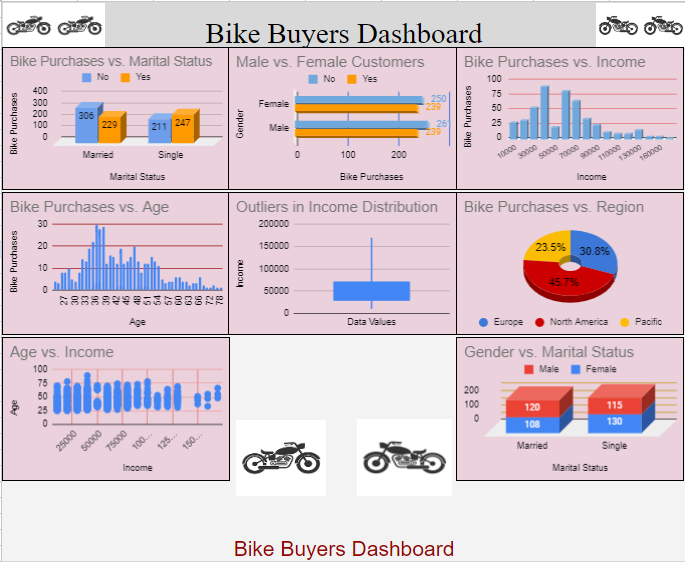 Bike Buyers Dashboard
Bike Purchases vs. Marital Status
No Yes
Bike Purchases
400
300
200
100
0
306 229 211 247
Married Single
Marital Status
Male vs. Female Customers
No Yes
Gender
Female 250
239
Male 26
239
0 100 200
Bike Purchases
Bike Purchases vs. Income
Bike Purchases
100
75
50
25
0
10000 30000 50000 70000 90000 110000 130000 160000
Income
Bike Purchases vs. Age
Bike Purchases
30
20
10
0
27 30 33 36 39 42 45 48 51 54 57 60 63 66 72 78
Age
Outliers in Income Distribution
Income
200000
150000
100000
50000
0
Data Values
Bike Purchases vs. Region
23.5% 30.8%
45.7%
Europe North America Pacific
Age vs. Income
Age
100
75
50
25
0
25000 50000 75000 100... 125... 150...
Income
Gender vs. Marital Status
Male Female
200
100
0
120 115
108 130
Married Single
Marital Status
Bike Buyers Dashboard